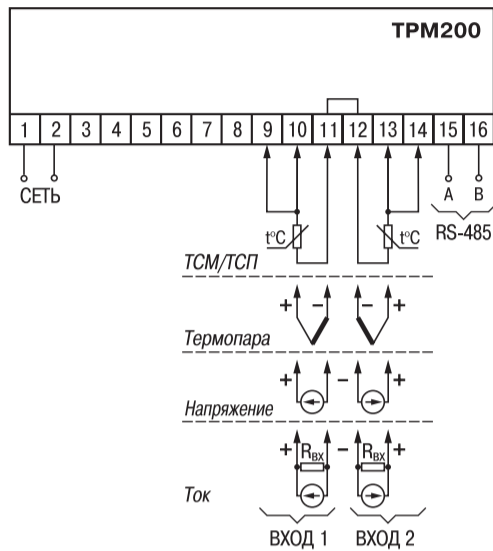 ТРМ200
1 2 3 4 5 6 7 8 9 10 11 12 13 14 15 16
СЕТЬ
A B
RS-485
t°C t°C
ТСМ/ТСП
+ – – +
Термопара
+ – +
Напряжение
+ – +
Rвх Rвх
Ток
ВХОД 1 ВХОД 2